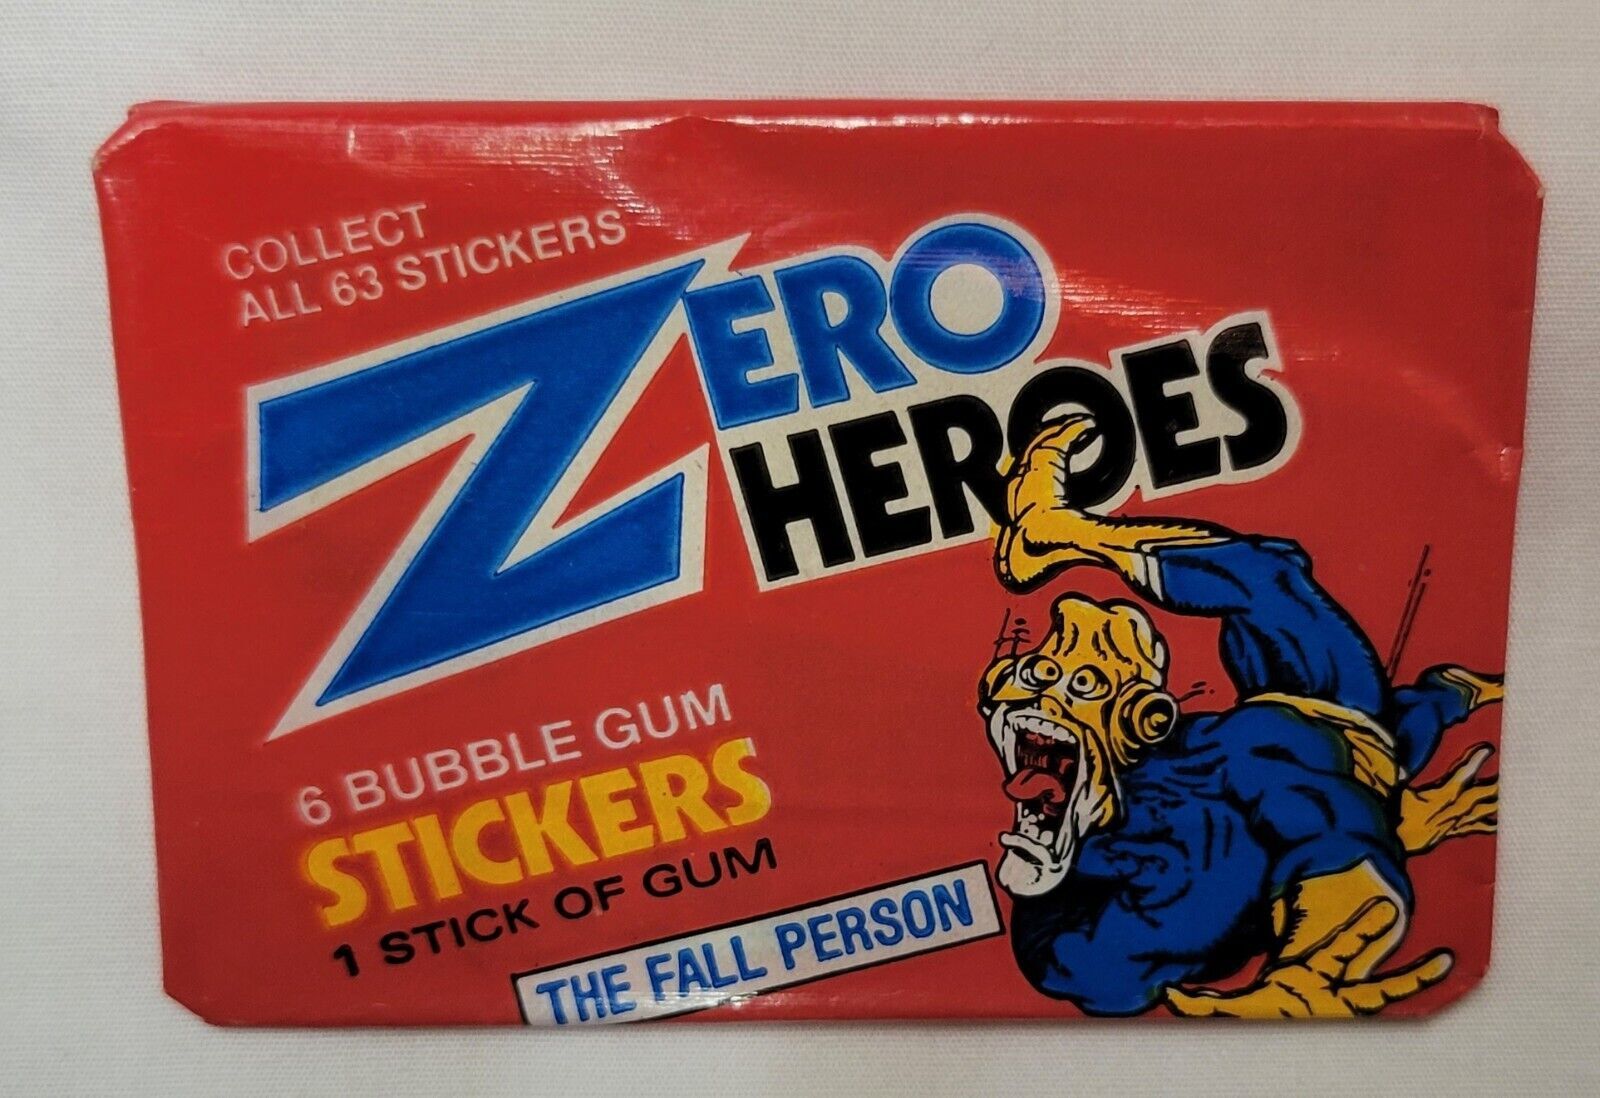 COLLECT
ALL 63 STICKERS
ZERO
HEROES
6 BUBBLE GUM
STICKERS
1 STICK OF GUM
THE FALL PERSON